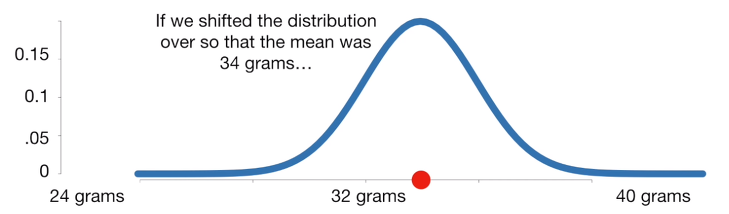 If we shifted the distribution
over so that the mean was
34 grams...
0.15
0.1
.05
0
24 grams
32 grams
40 grams